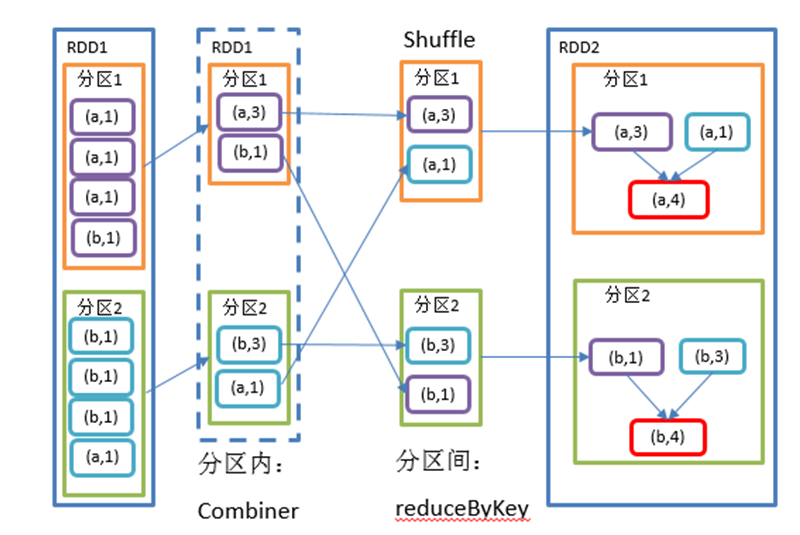 RDD1
分区1
(a,1)
(a,1)
(a,1)
(b,1)
分区2
(b,1)
(b,1)
(b,1)
(a,1)
RDD1
分区1
(a,3)
(b,1)
分区2
(b,3)
(a,1)
分区内：
Combiner
Shuffle
分区1
(a,3)
(a,1)
分区2
(b,3)
(b,1)
分区间：
reduceByKey
RDD2
分区1
(a,3) (a,1)
(a,4)
分区2
(b,1) (b,3)
(b,4)